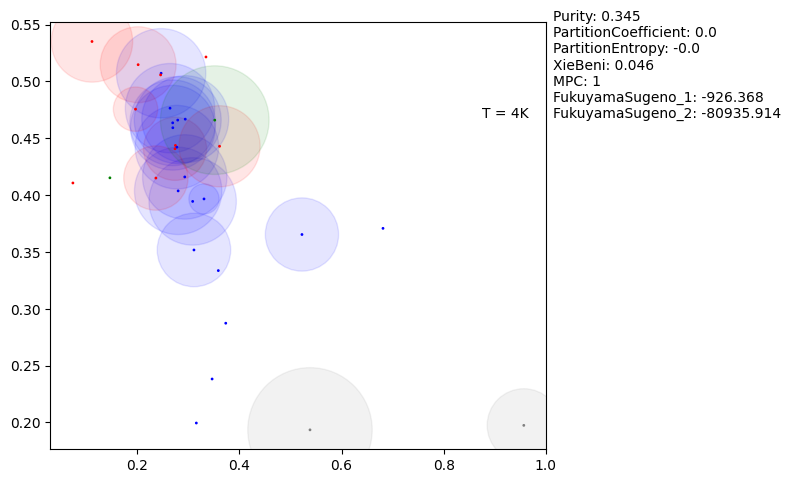 Purity: 0.345
PartitionCoefficient: 0.0
PartitionEntropy: -0.0
XieBeni: 0.046
MPC: 1
FukuyamaSugeno_1: -926.368
FukuyamaSugeno_2: -80935.914
T = 4K
0.55
0.50
0.45
0.40
0.35
0.30
0.25
0.20
0.2 0.4 0.6 0.8 1.0